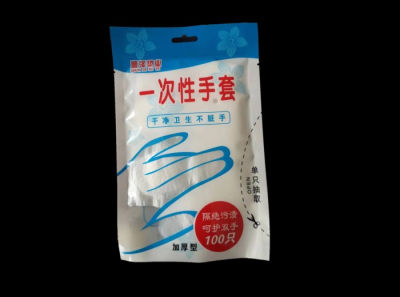 一次性手套
干净卫生不脏手
单只抽取
OPEN
隔绝污渍
呵护双手
100只
加厚型